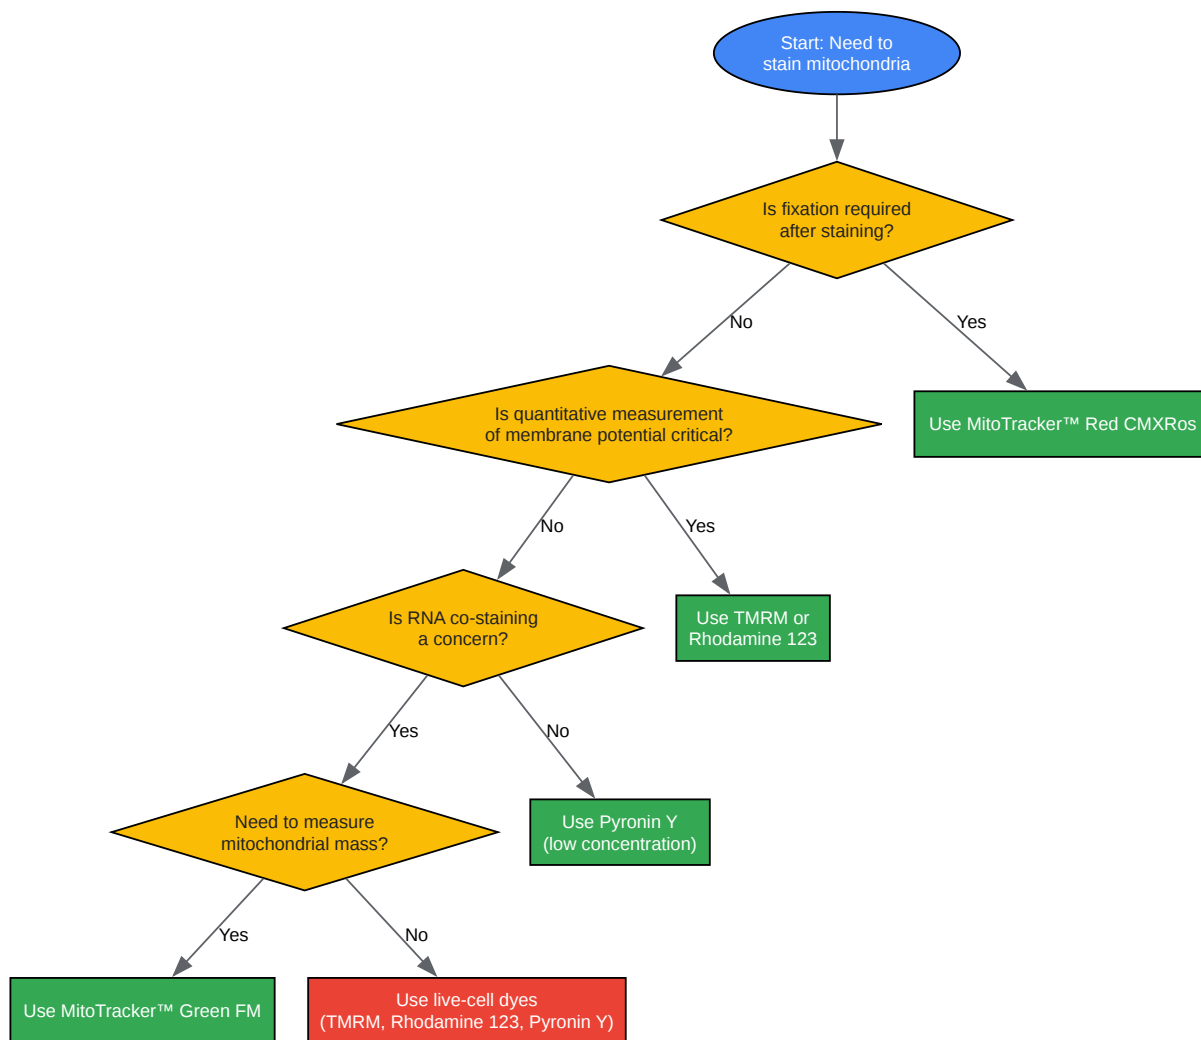 Start: Need to
stain mitochondria
Is fixation required
after staining?
No
Yes
Is quantitative measurement
of membrane potential critical?
Use MitoTracker™ Red CMXRos
No
Yes
Is RNA co-staining
a concern?
Use TMRM or
Rhodamine 123
Yes
No
Need to measure
mitochondrial mass?
Use Pyronin Y
(low concentration)
Yes
No
Use MitoTracker™ Green FM
Use live-cell dyes
(TMRM, Rhodamine 123, Pyronin Y)